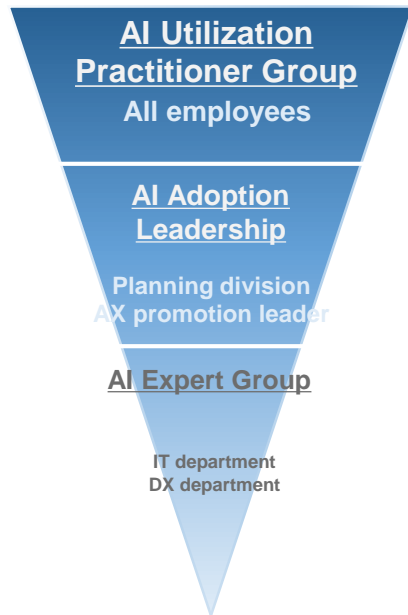 AI Utilization
Practitioner Group
All employees
AI Adoption
Leadership
Planning division
AX promotion leader
AI Expert Group
IT department
DX department